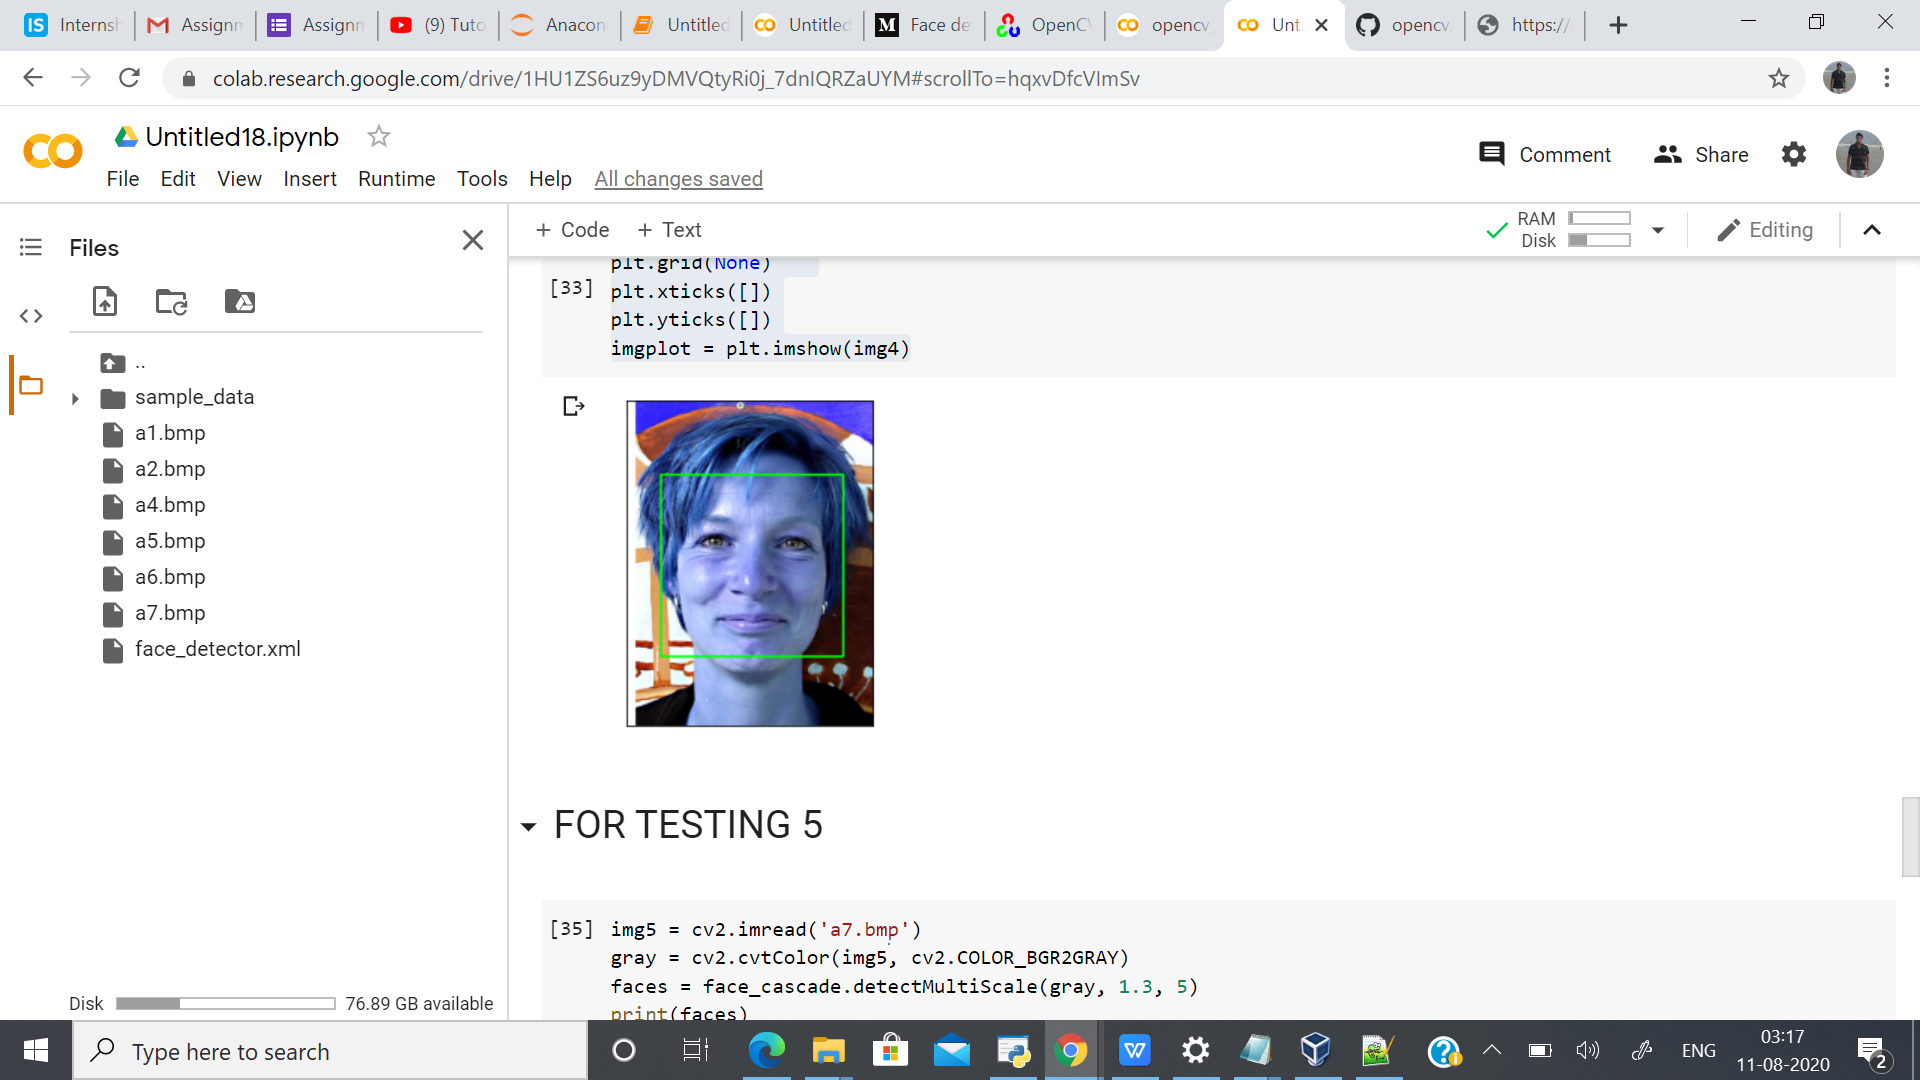 Internsh
Assignn
Assignn
(9) Tuto
Anacon
Untitled
Untitled
Face de
OpenC
opencv
Unt
opencv
https://
colab.research.google.com/drive/1HU1ZS6uz9yDMVQtyRi0j_7dnIQRZaUYM#scrollTo=hqxvDfcVImSv
Untitled18.ipynb
Comment
Share
File Edit View Insert Runtime Tools Help All changes saved
Files
+ Code + Text
RAM
Disk
Editing
..
sample_data
a1.bmp
a2.bmp
a4.bmp
a5.bmp
a6.bmp
a7.bmp
face_detector.xml
Disk 76.89 GB available
plt.grid(None)
[33] plt.xticks([])
plt.yticks([])
imgplot = plt.imshow(img4)
FOR TESTING 5
[35] img5 = cv2.imread('a7.bmp')
gray = cv2.cvtColor(img5, cv2.COLOR_BGR2GRAY)
faces = face_cascade.detectMultiScale(gray, 1.3, 5)
print(faces)
Type here to search
ENG
03:17
11-08-2020
2